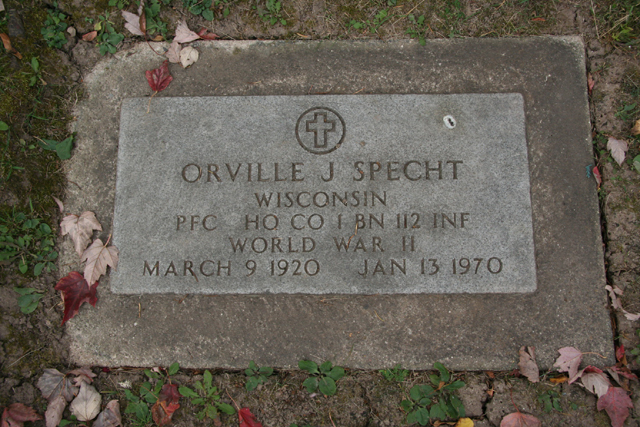 ORVILLE J SPECHT
WISCONSIN
PFC HQ CO 1 BN 112 INF
WORLD WAR II
MARCH 9 1920 JAN 13 1970